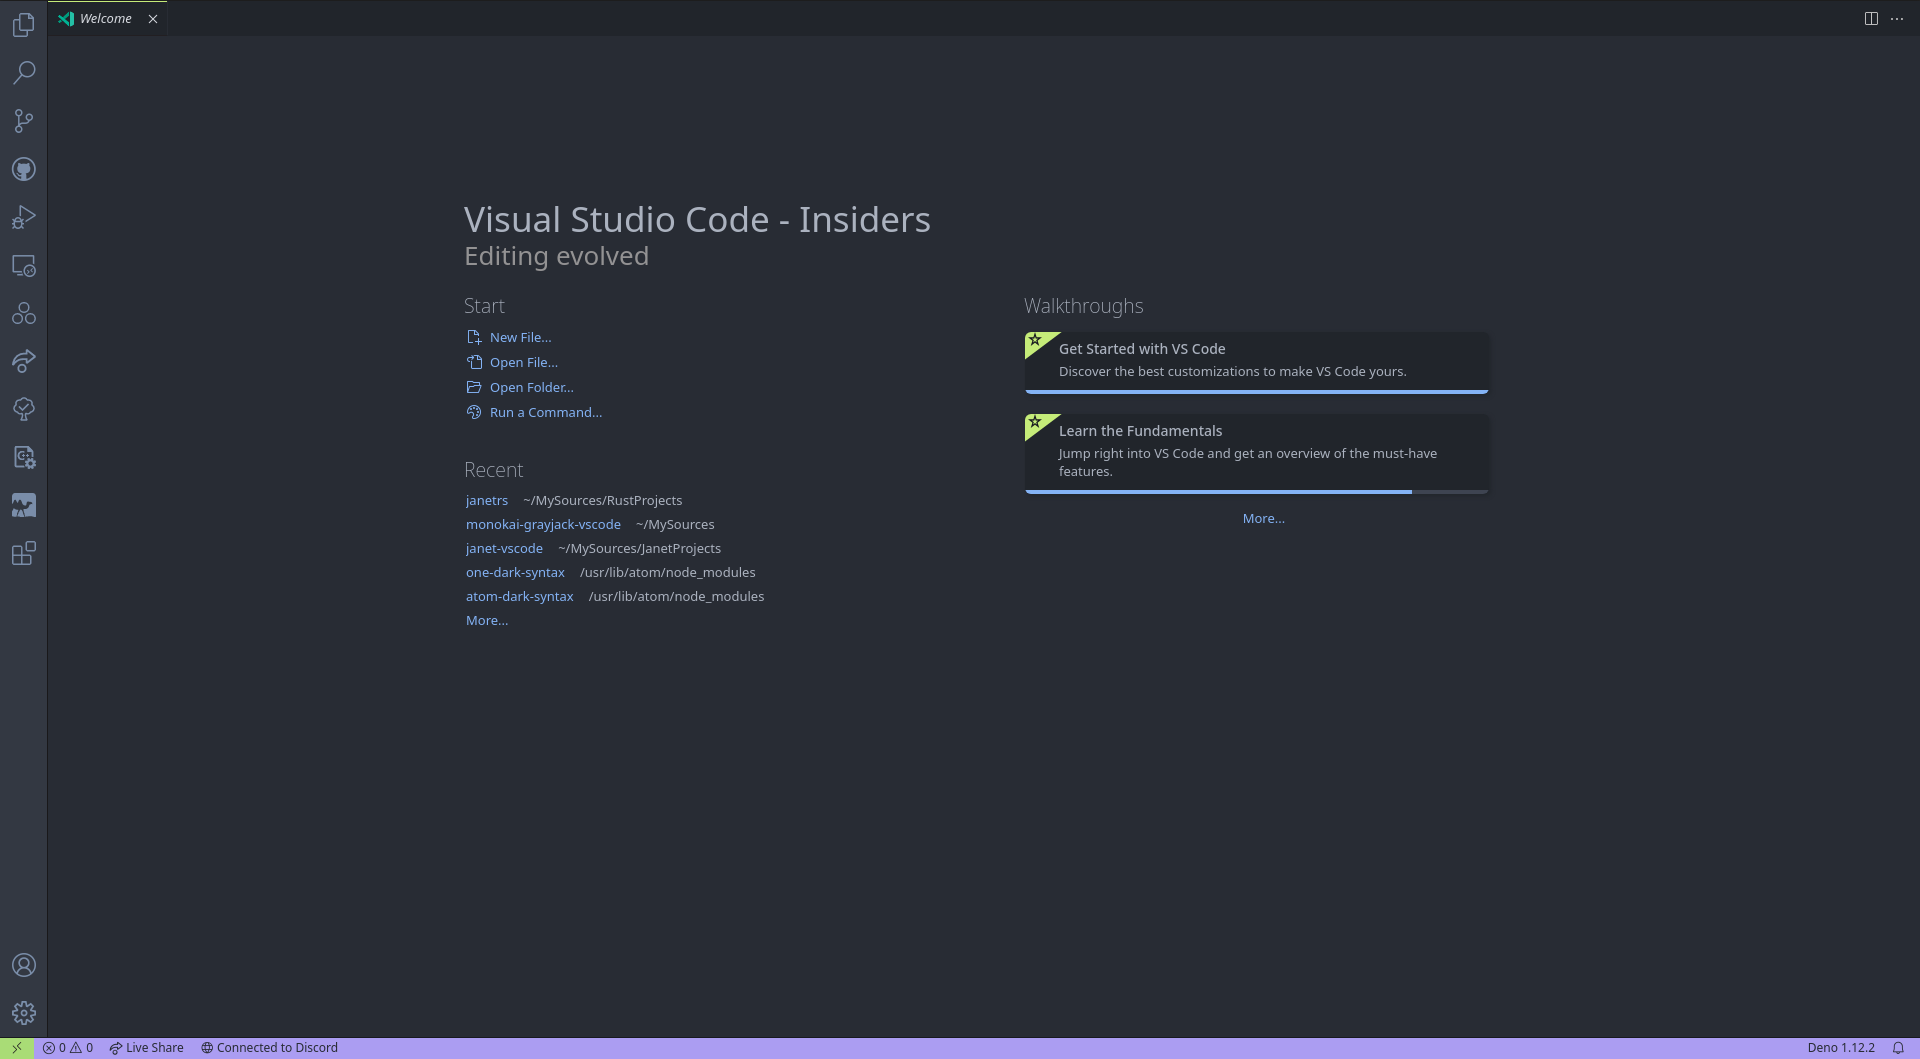 Welcome
Visual Studio Code - Insiders
Editing evolved
Start
New File...
Open File...
Open Folder...
Run a Command...
Recent
janetrs ~/MySources/RustProjects
monokai-grayjack-vscode ~/MySources
janet-vscode ~/MySources/JanetProjects
one-dark-syntax /usr/lib/atom/node_modules
atom-dark-syntax /usr/lib/atom/node_modules
More...
Walkthroughs
Get Started with VS Code
Discover the best customizations to make VS Code yours.
Learn the Fundamentals
Jump right into VS Code and get an overview of the must-have
features.
More...
0 0 Live Share Connected to Discord Deno 1.12.2